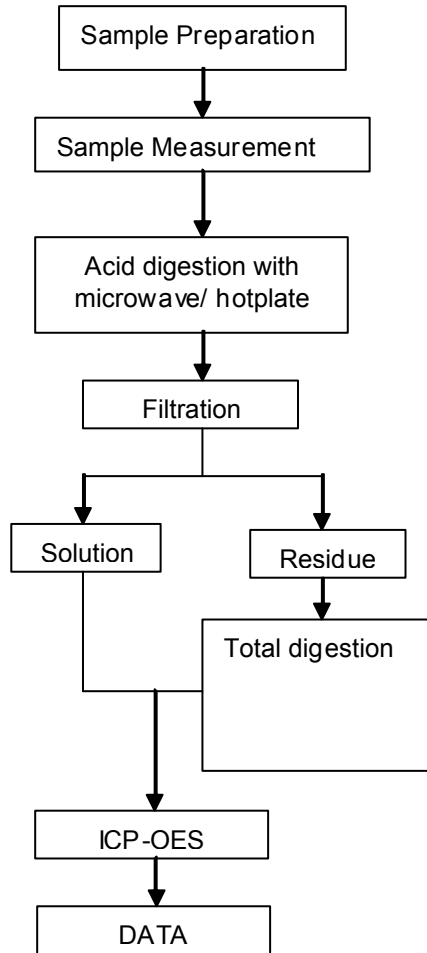 Sample Preparation
Sample Measurement
Acid digestion with
microwave/ hotplate
Filtration
Solution
Residue
Total digestion
ICP-OES
DATA